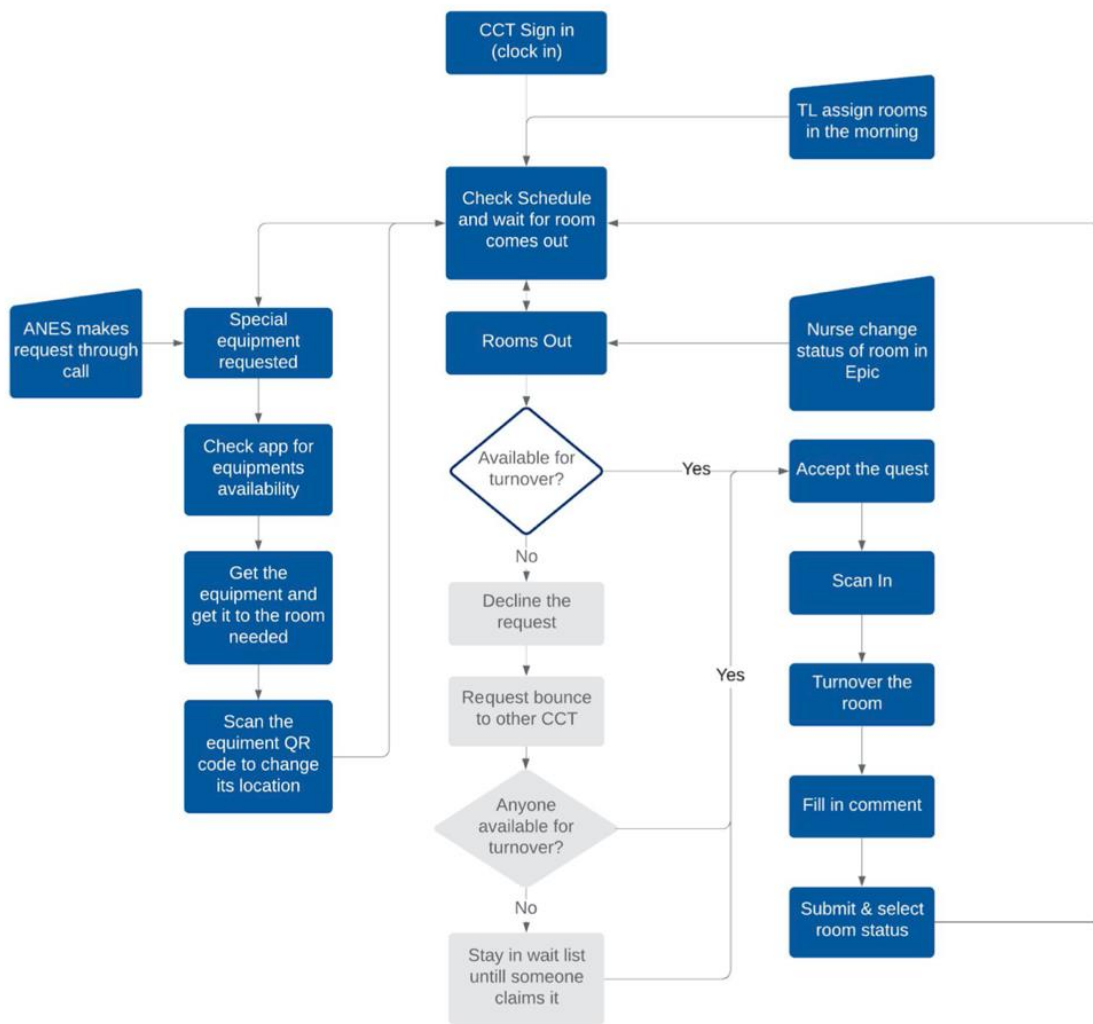 CCT Sign in
(clock in)
TL assign rooms
in the morning
Check Schedule
and wait for room
comes out
ANES makes
request through
call
Special
equipment
requested
Rooms Out
Nurse change
status of room in
Epic
Check app for
equipments
availability
Available for
turnover?
Yes
Accept the quest
No
Get the
equipment and
get it to the room
needed
Decline the
request
Scan In
Yes
Request bounce
to other CCT
Turnover the
room
Scan the
equiment QR
code to change
its location
Anyone
available for
turnover?
Fill in comment
No
Submit & select
room status
Stay in wait list
untill someone
claims it